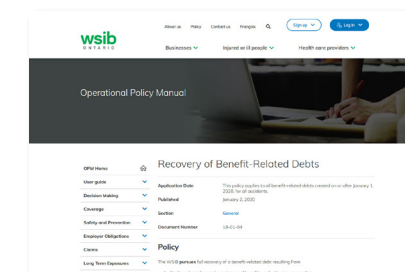 About us Policy Contact us Français Sign up Log in
wsib
ONTARIO
Businesses Injured or ill people Health care providers
Operational Policy Manual
Recovery of Benefit-Related Debts
OPM Home
User guide
Decision Making
Coverage
Safety and Prevention
Employer Obligations
Claims
Long Term Exposures
Application Date This policy applies to all benefit-related debts created on or after January 1,
2020, for all accidents.
Published January 2, 2020
Section General
Document Number 18-01-04
Policy
The WSIB pursues full recovery of a benefit-related debt resulting from